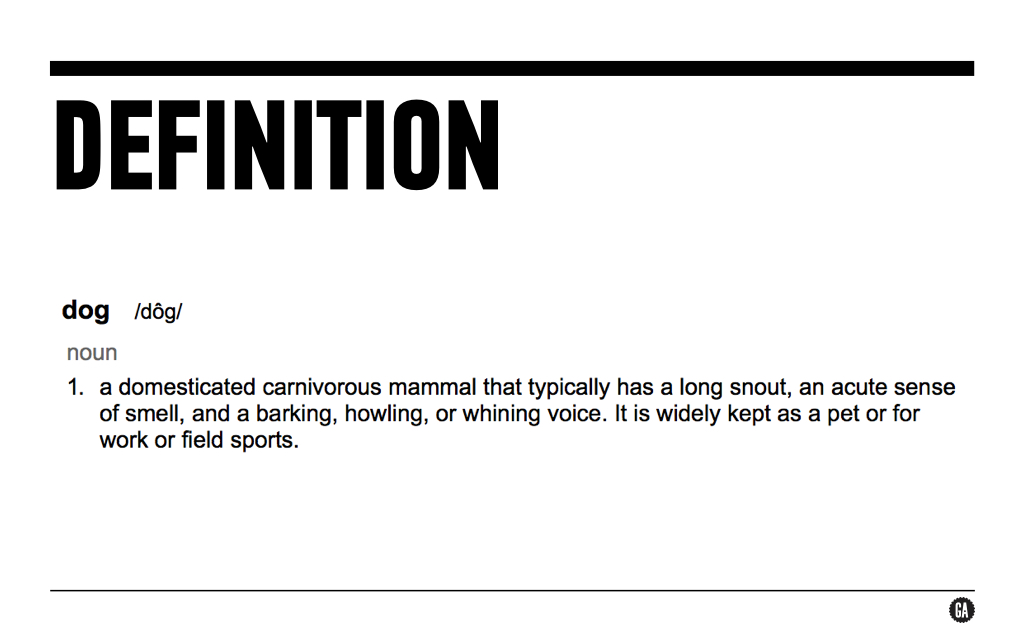 DEFINITION
dog /dôg/
noun
1. a domesticated carnivorous mammal that typically has a long snout, an acute sense
of smell, and a barking, howling, or whining voice. It is widely kept as a pet or for
work or field sports.
GA